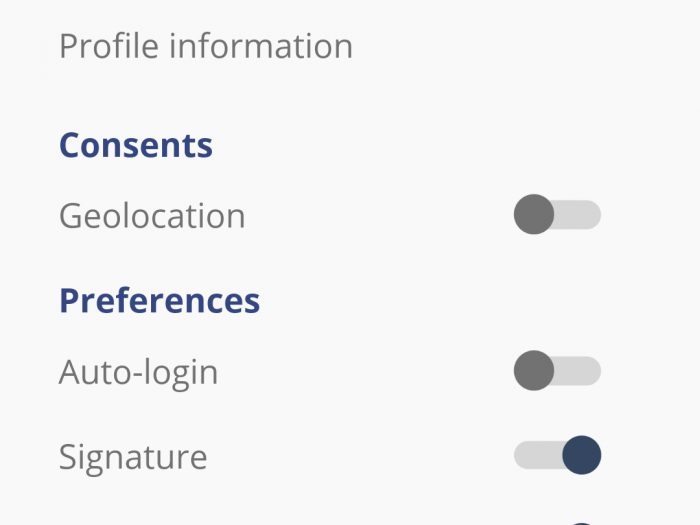 Profile information
Consents
Geolocation
Preferences
Auto-login
Signature